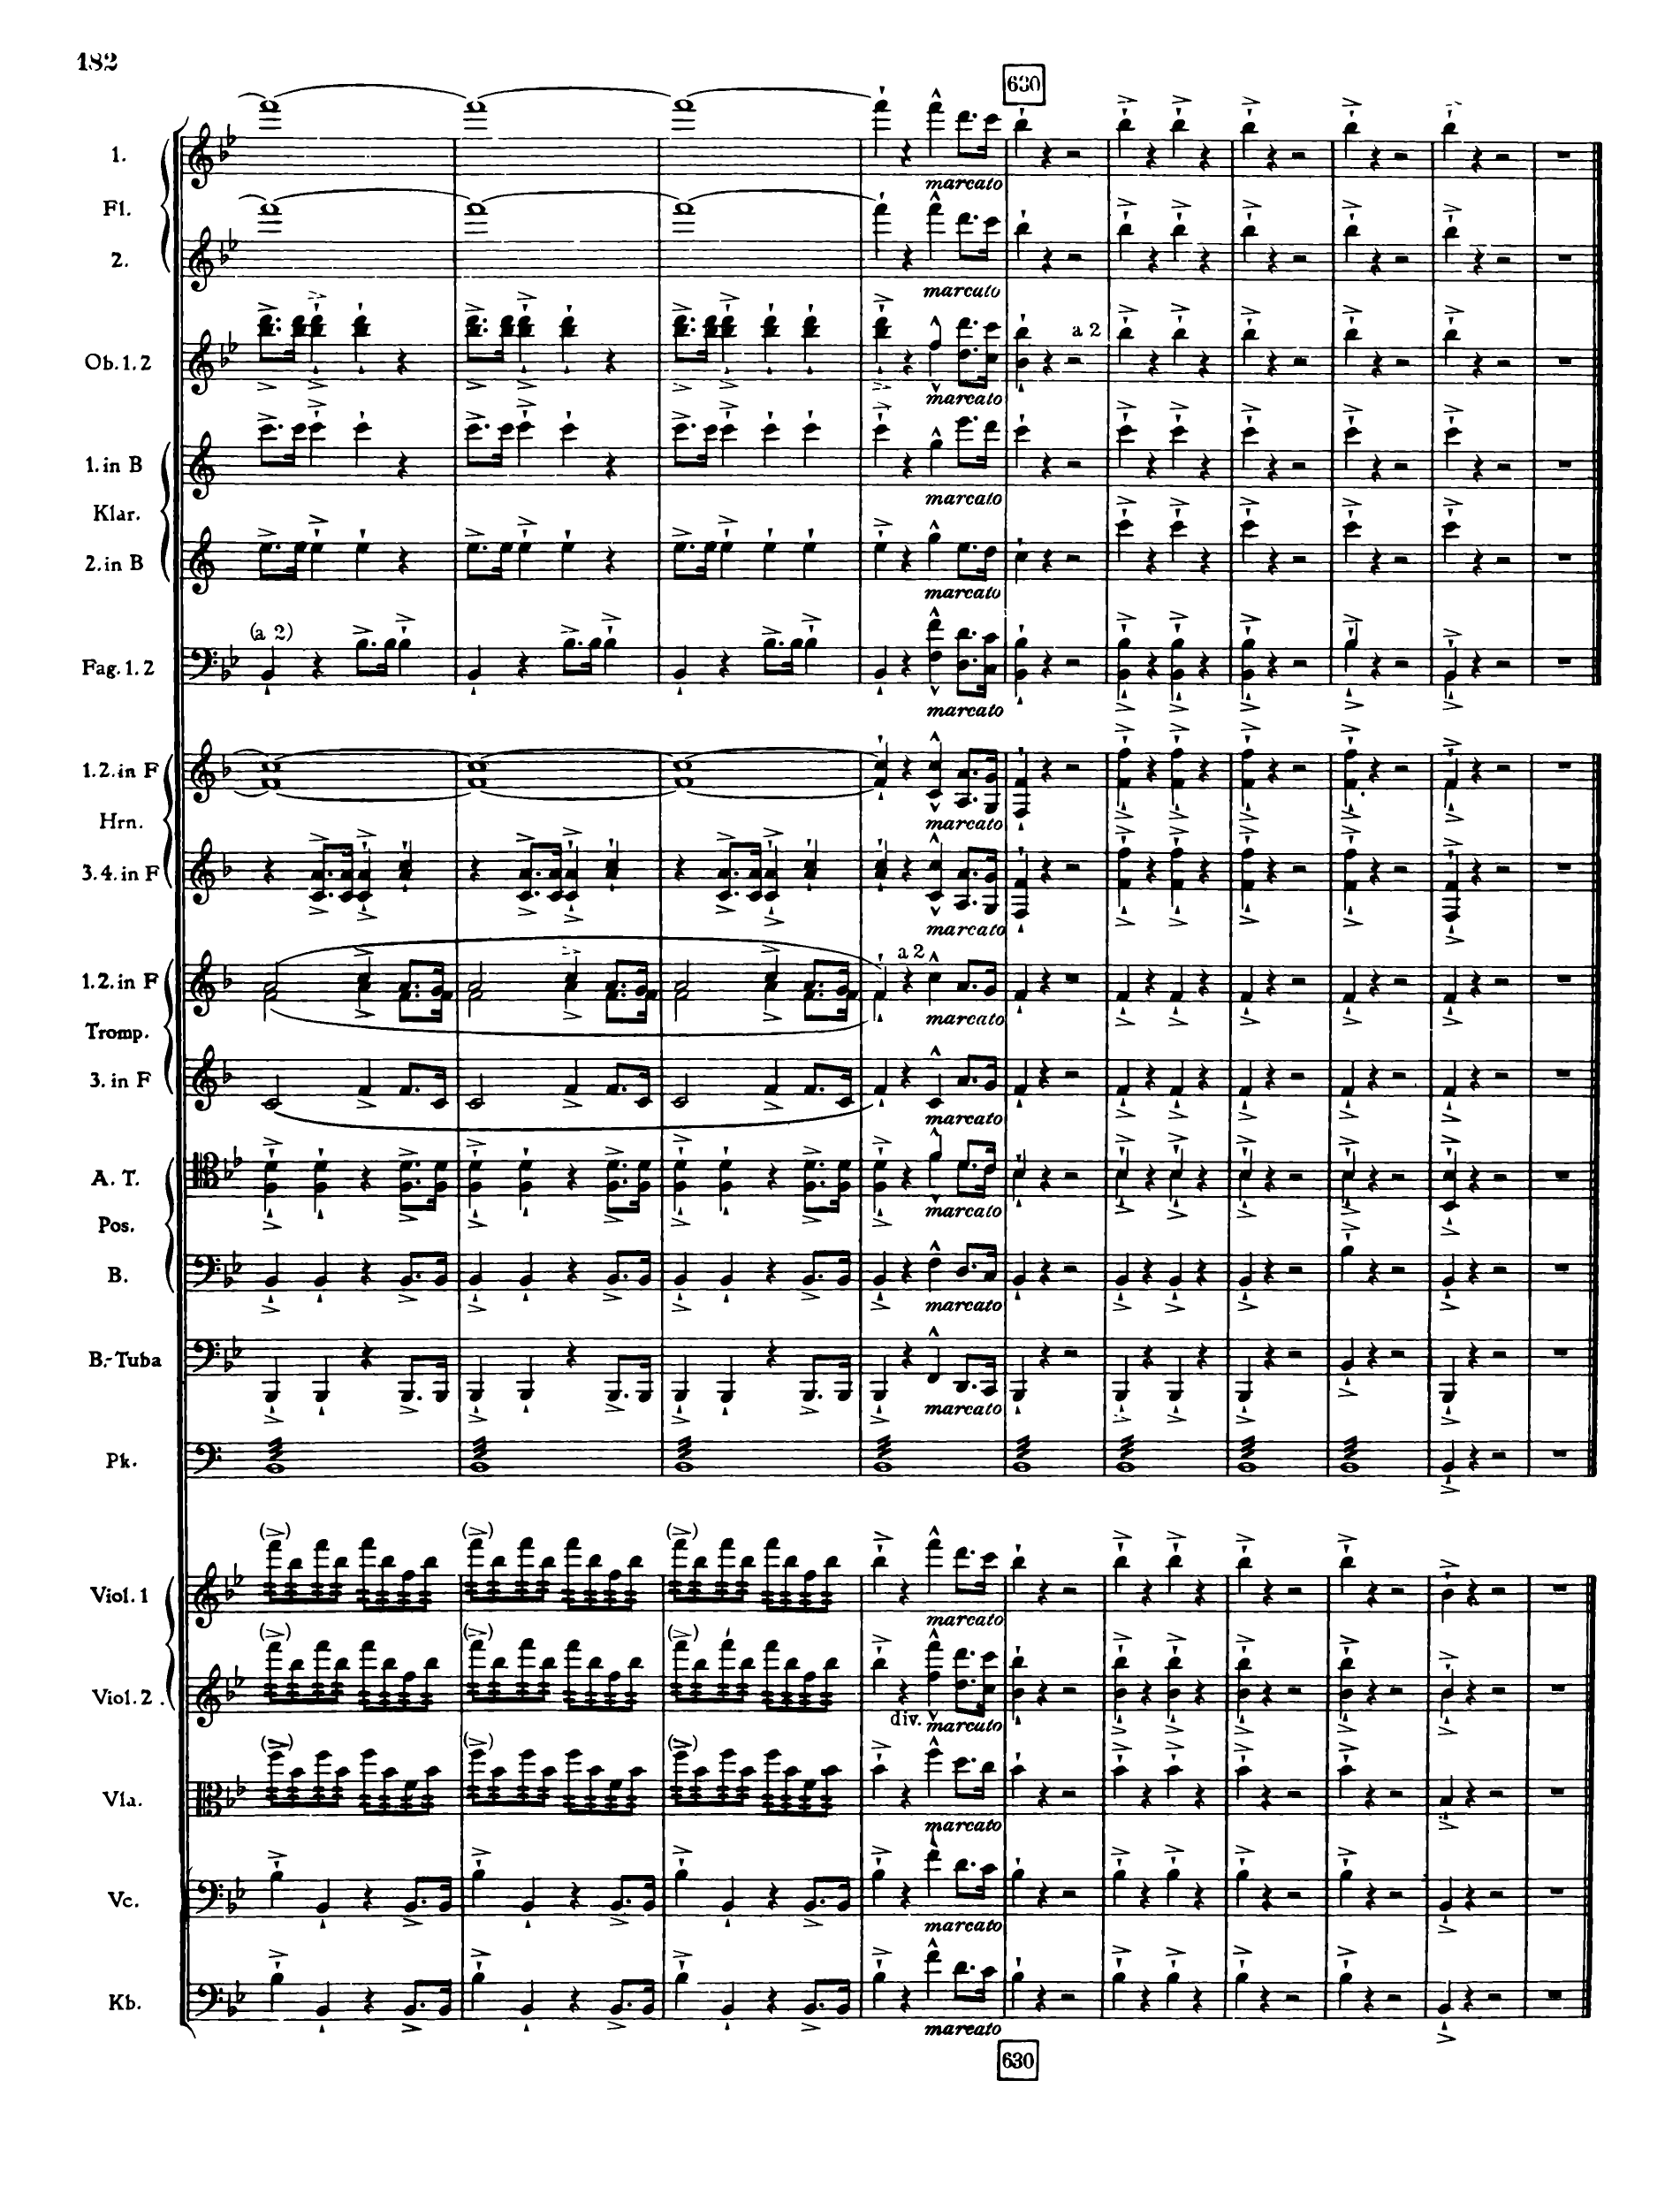 182
630
1.
marcato
Fl.
2.
marcato
Ob. 1. 2
a 2
marcato
1. in B
marcato
Klar.
2. in B
marcato
(a 2)
Fag. 1. 2
marcato
1. 2. in F
marcato
Hrn.
3. 4. in F
marcato
a 2
1. 2. in F
marcato
Tromp.
3. in F
marcato
A. T.
marcato
Pos.
B.
marcato
B.-Tuba
marcato
Pk.
Viol. 1
marcato
Viol. 2
div. marcato
Vla.
marcato
Vc.
marcato
Kb.
marcato
630